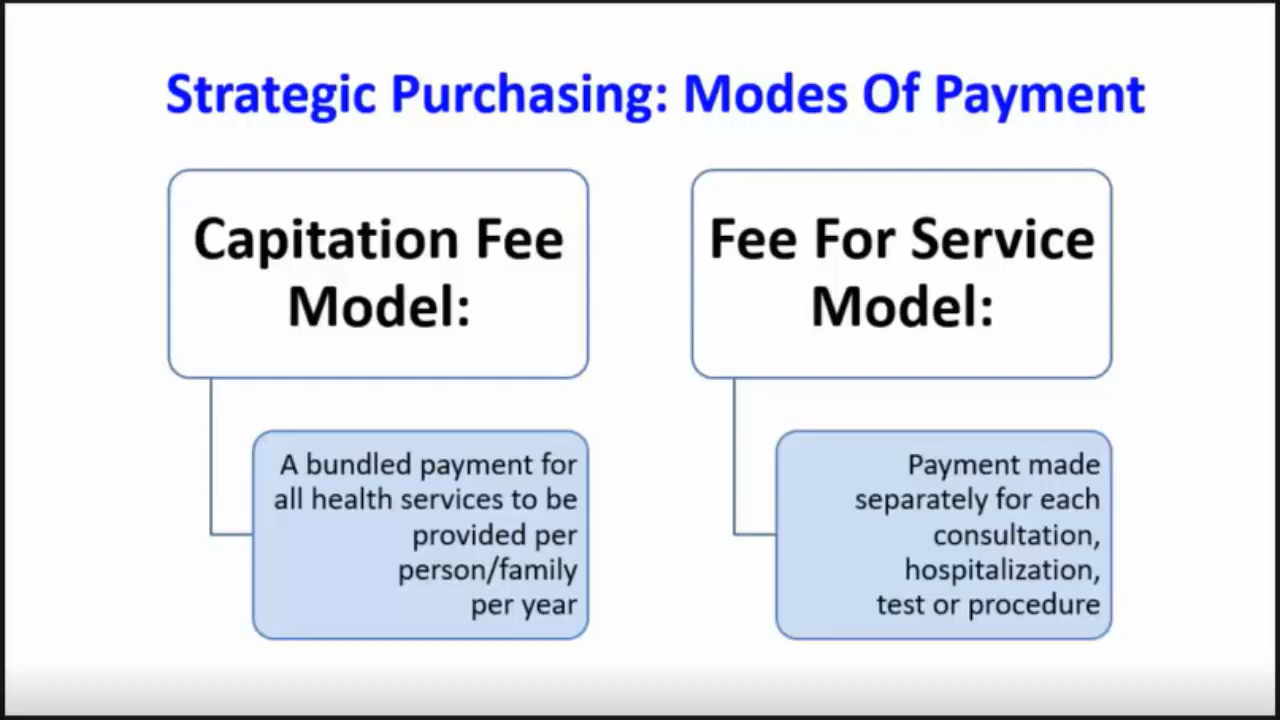 Strategic Purchasing: Modes Of Payment
Capitation Fee
Model:
A bundled payment for
all health services to be
provided per
person/family
per year
Fee For Service
Model:
Payment made
separately for each
consultation,
hospitalization,
test or procedure